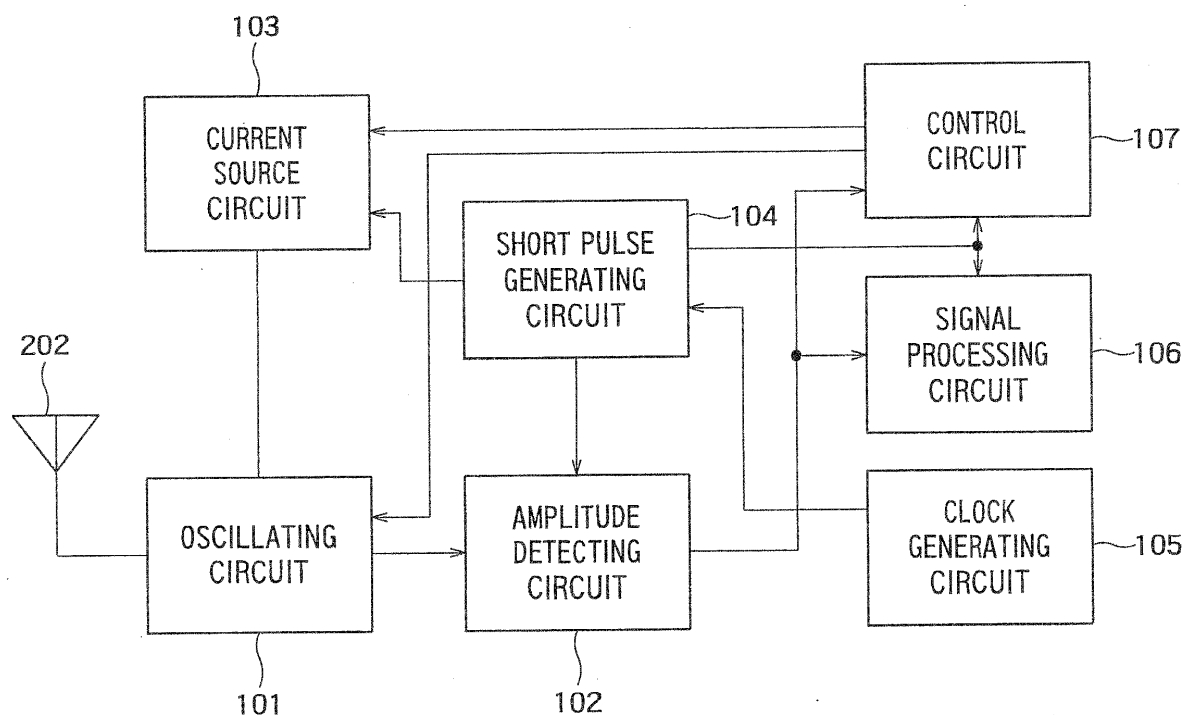 103
CURRENT
SOURCE
CIRCUIT
CONTROL
CIRCUIT
107
104
SHORT PULSE
GENERATING
CIRCUIT
SIGNAL
PROCESSING
CIRCUIT
106
202
OSCILLATING
CIRCUIT
101
AMPLITUDE
DETECTING
CIRCUIT
102
CLOCK
GENERATING
CIRCUIT
105